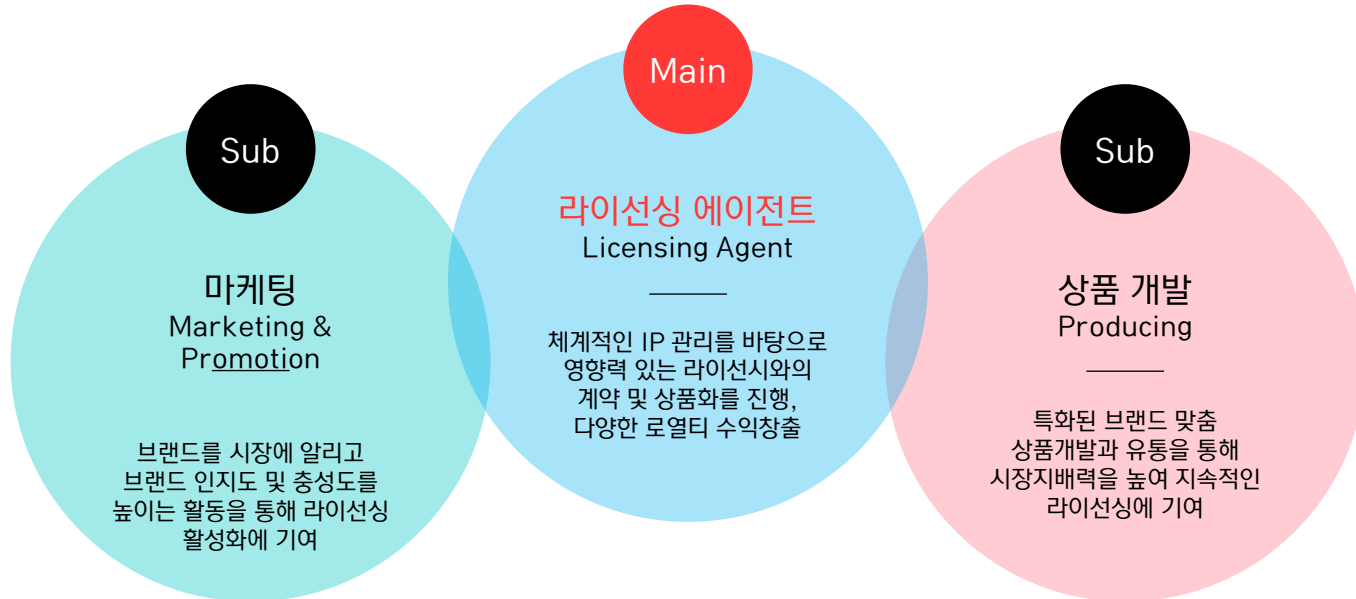 Sub
마케팅
Marketing &
Promotion
브랜드를 시장에 알리고
브랜드 인지도 및 충성도를
높이는 활동을 통해 라이선싱
활성화에 기여
Main
라이선싱 에이전트
Licensing Agent
체계적인 IP 관리를 바탕으로
영향력 있는 라이선시와의
계약 및 상품화를 진행,
다양한 로열티 수익창출
Sub
상품 개발
Producing
특화된 브랜드 맞춤
상품개발과 유통을 통해
시장지배력을 높여 지속적인
라이선싱에 기여